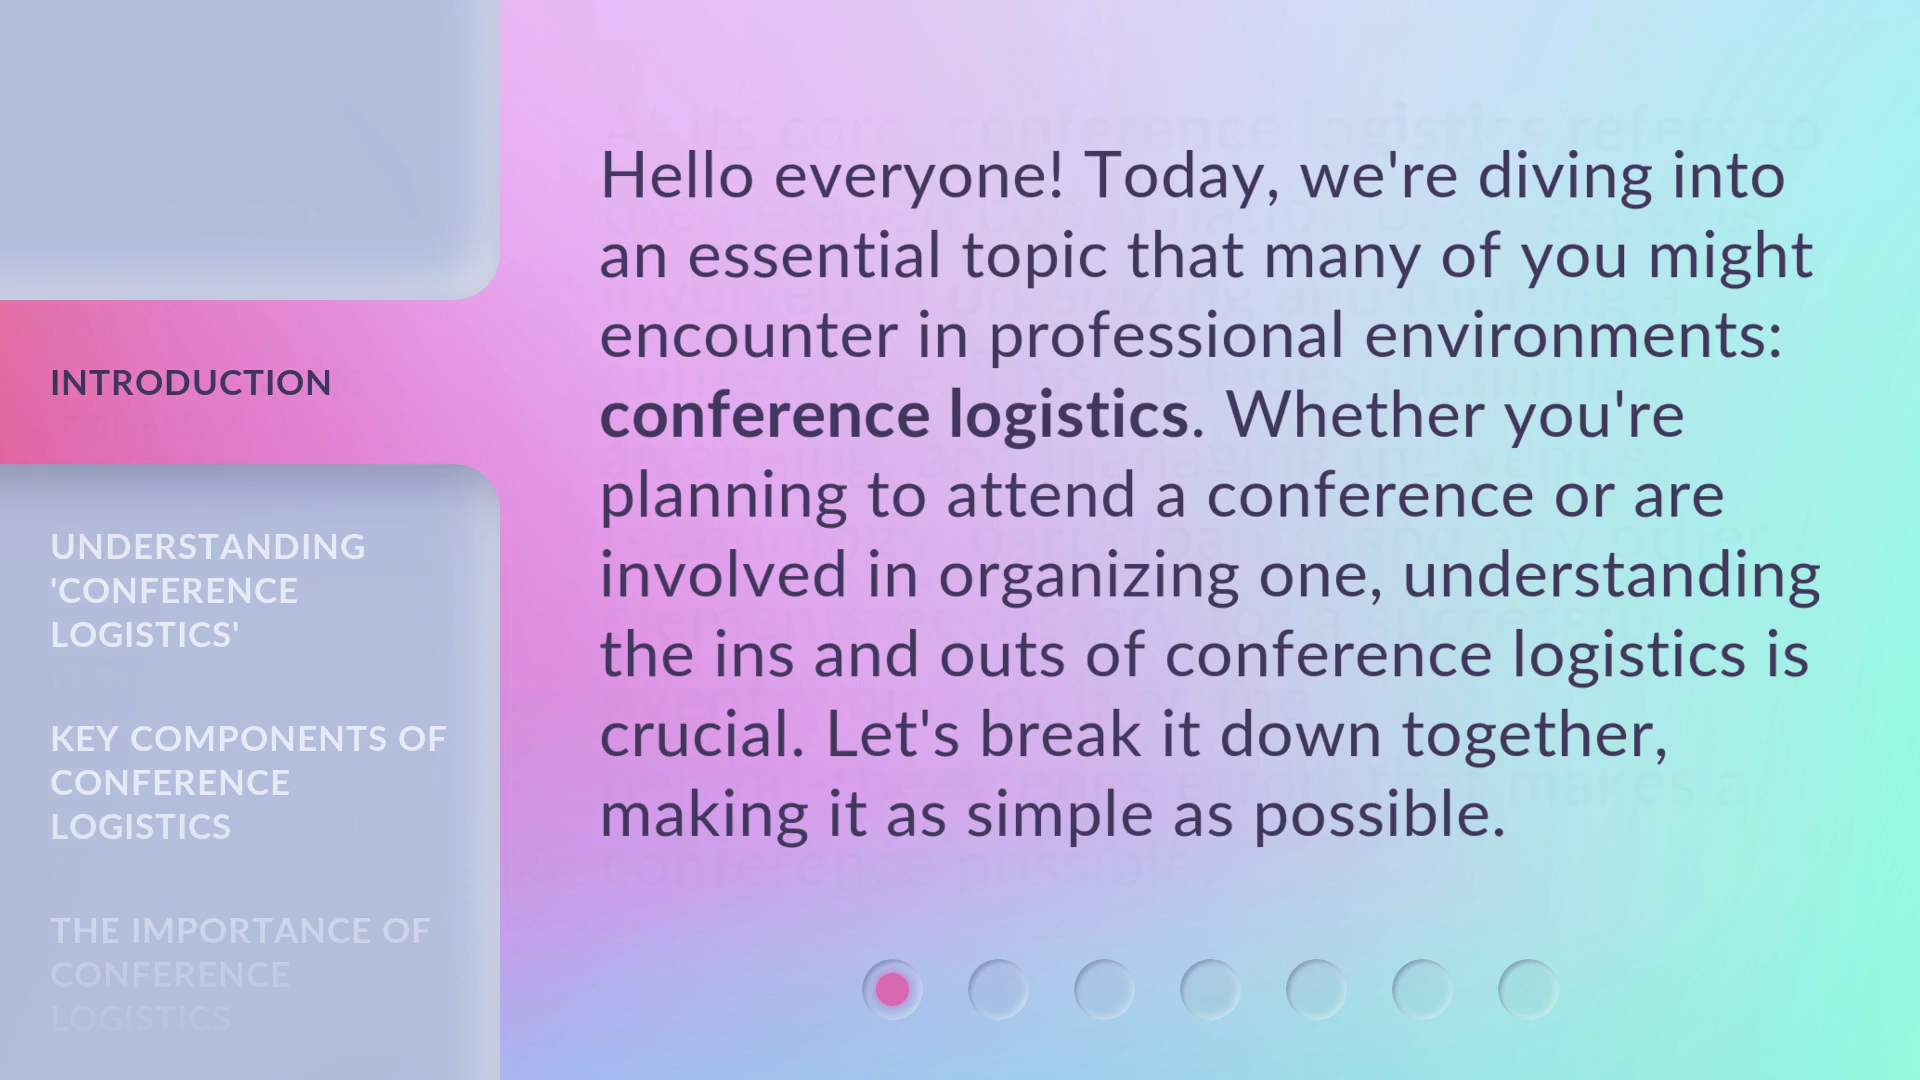 INTRODUCTION
UNDERSTANDING
'CONFERENCE
LOGISTICS'
KEY COMPONENTS OF
CONFERENCE
LOGISTICS
THE IMPORTANCE OF
CONFERENCE
LOGISTICS
Hello everyone! Today, we're diving into
an essential topic that many of you might
encounter in professional environments:
conference logistics. Whether you're
planning to attend a conference or are
involved in organizing one, understanding
the ins and outs of conference logistics is
crucial. Let's break it down together,
making it as simple as possible.